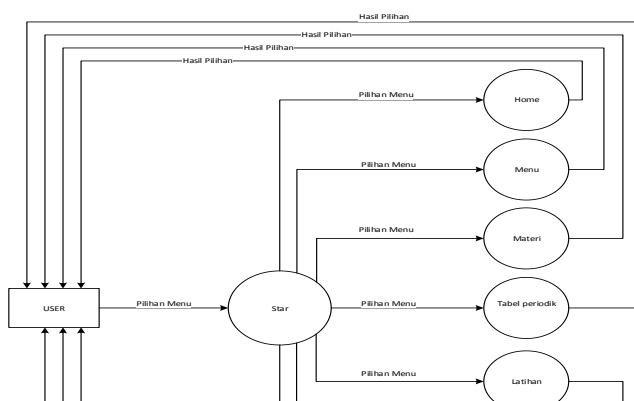 Hasil Pilihan
Hasil Pilihan
Hasil Pilihan
Hasil Pilihan
Pilihan Menu
Home
Pilihan Menu
Menu
Pilihan Menu
Materi
USER
Pilihan Menu
Star
Pilihan Menu
Tabel periodik
Pilihan Menu
Latihan